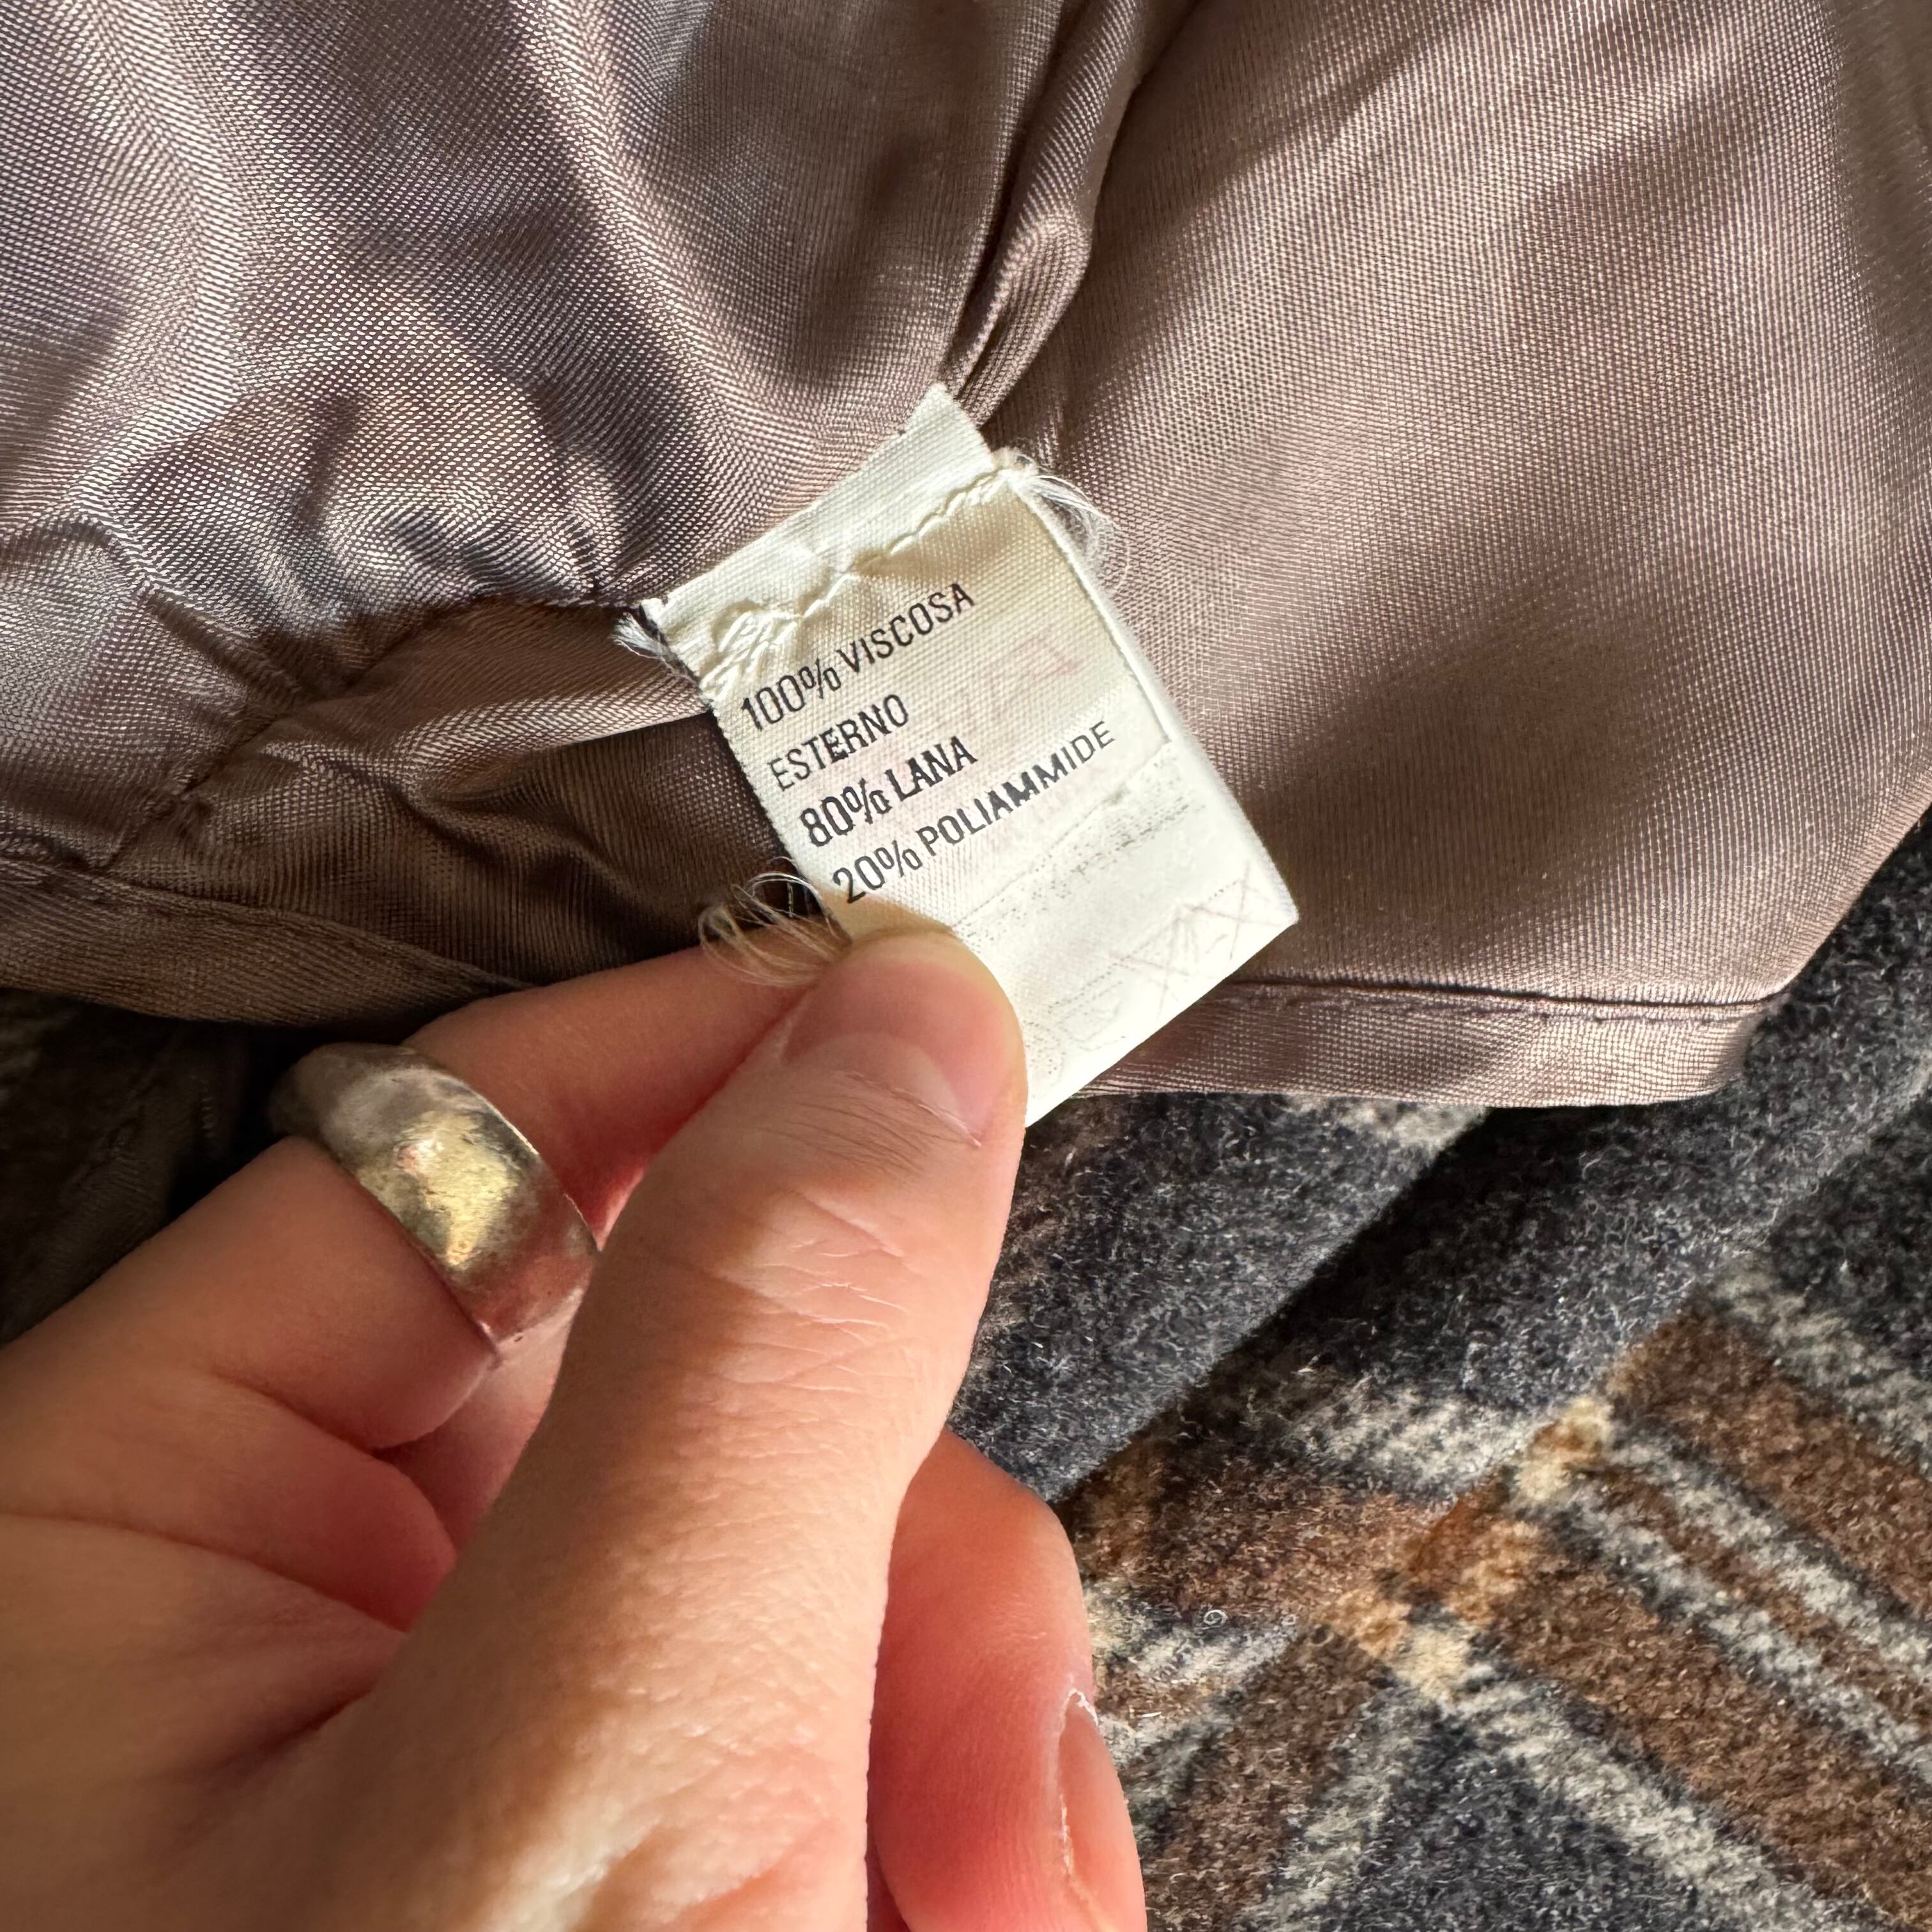 100% VISCOSA
ESTERNO
80% LANA
20% POLIAMMIDE